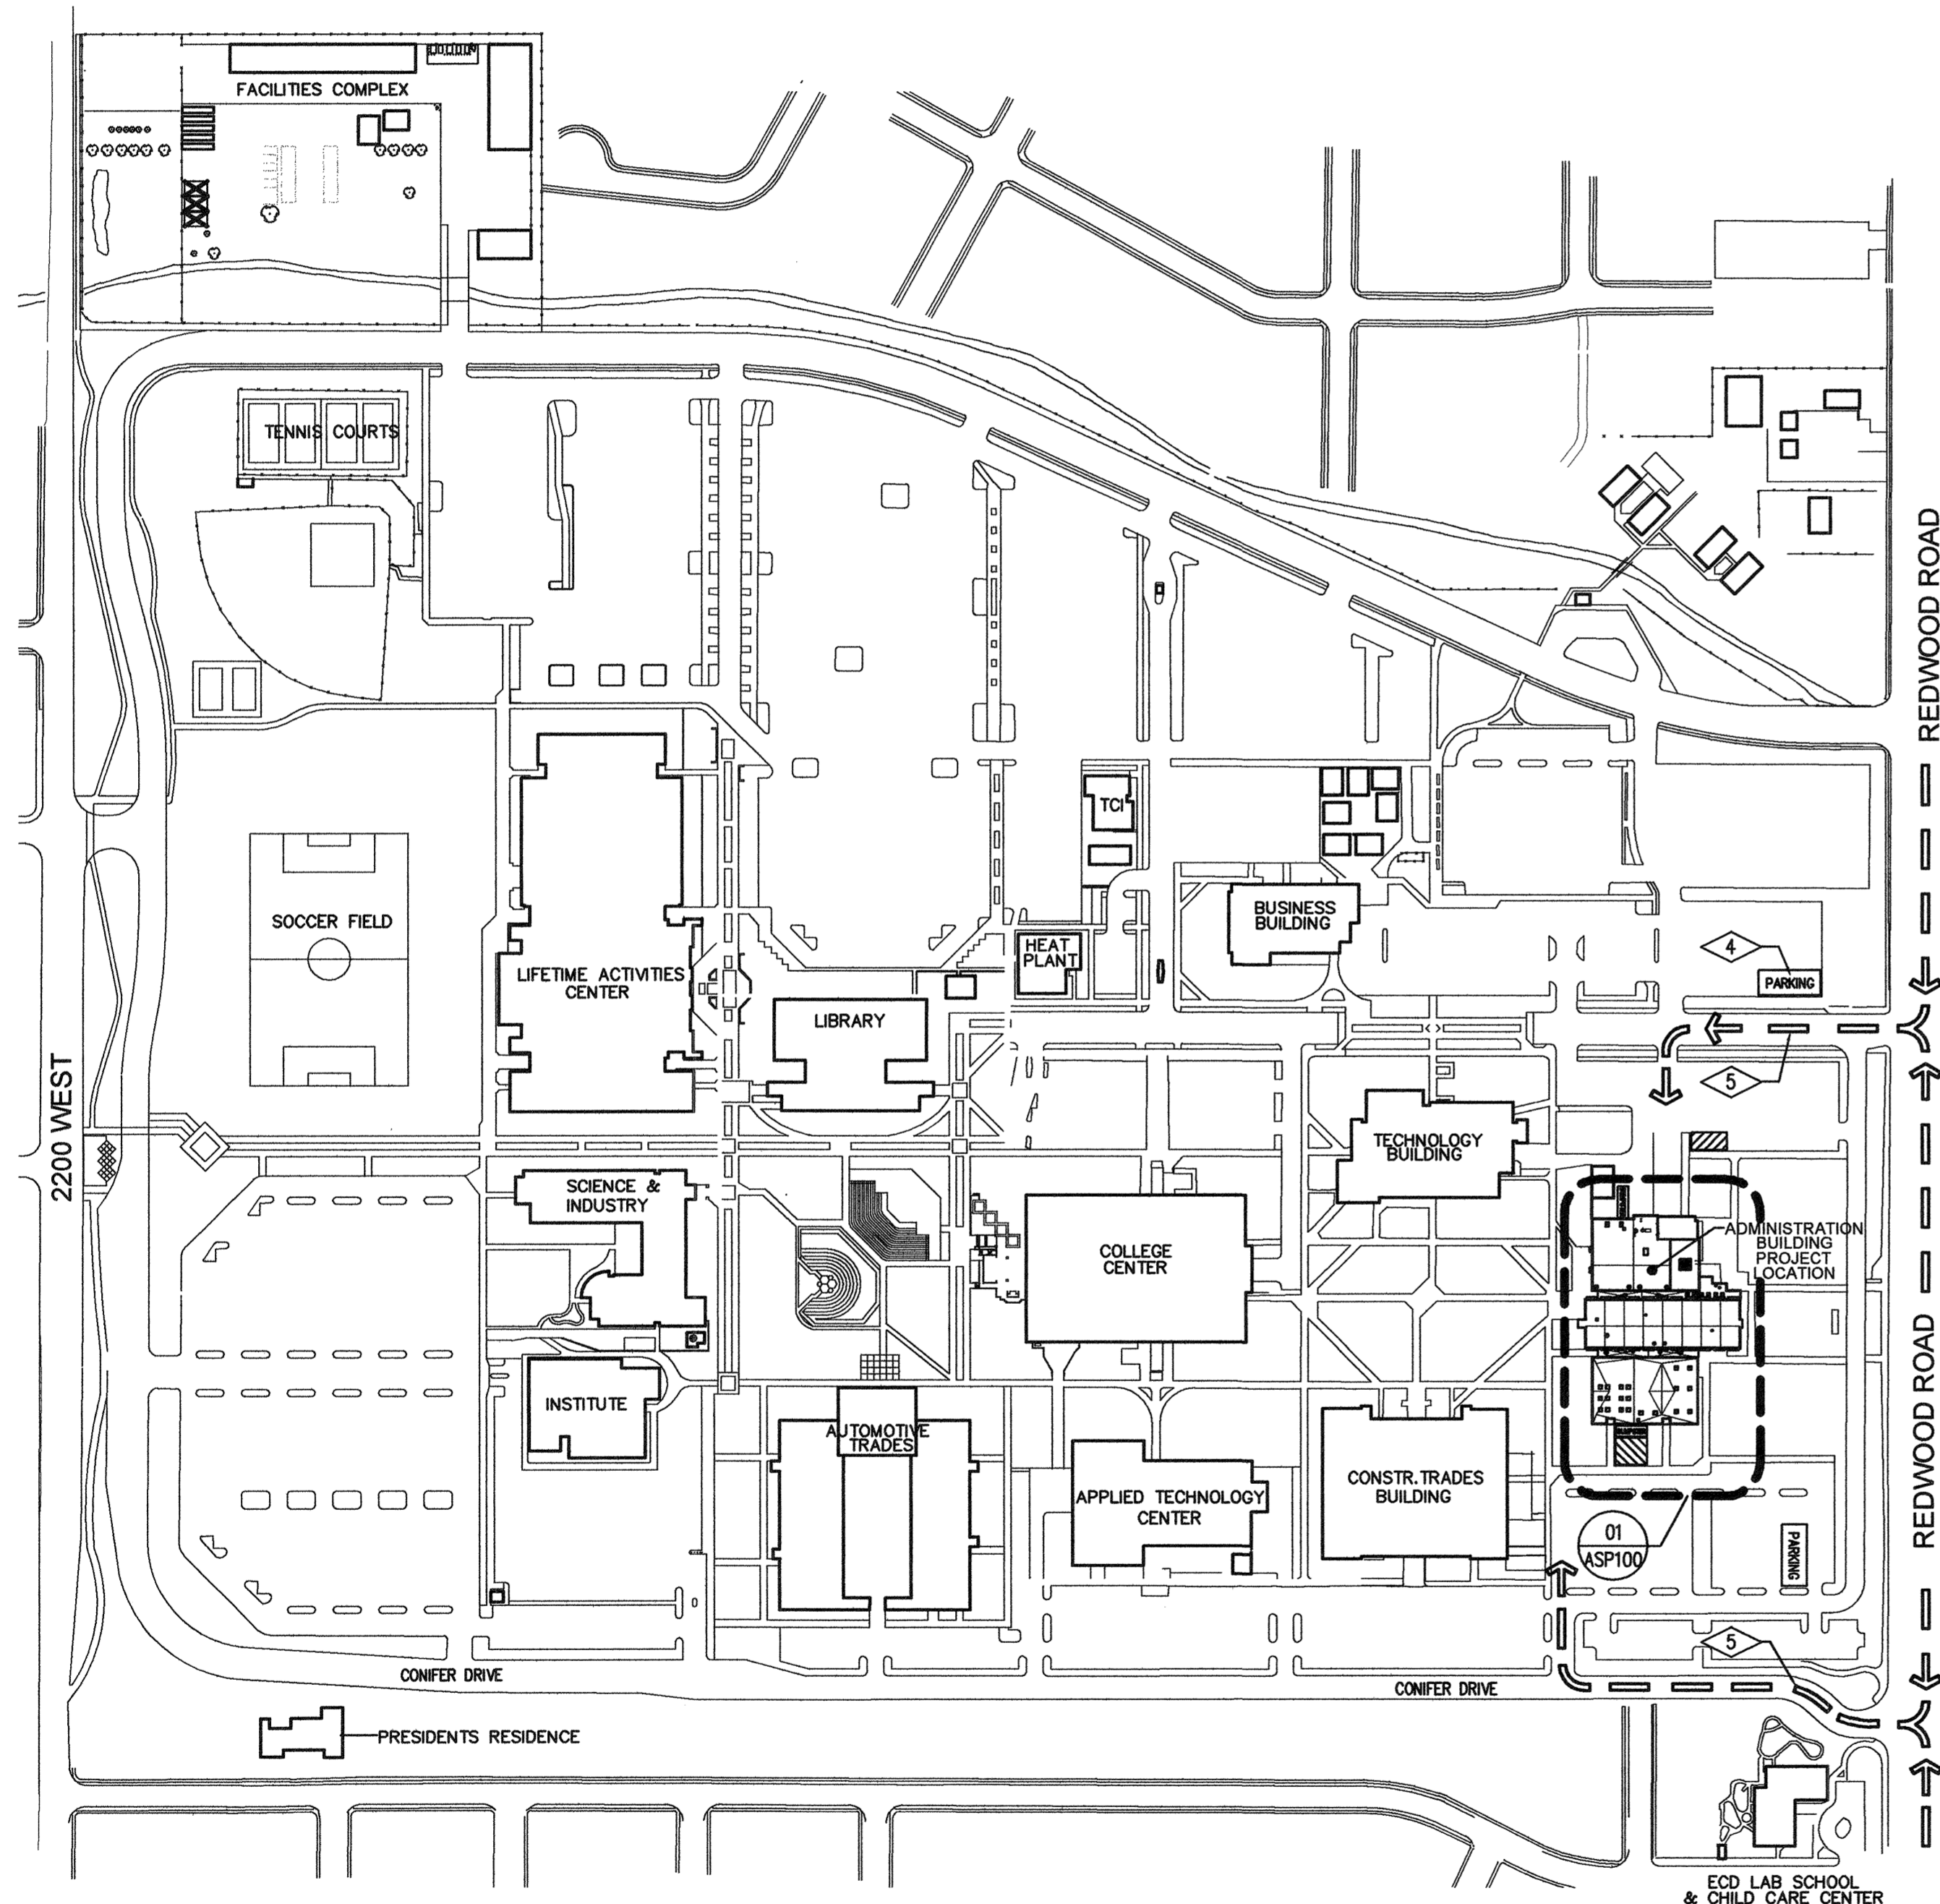 FACILITIES COMPLEX
TENNIS COURTS
REDWOOD ROAD
TCI
SOCCER FIELD
BUSINESS
BUILDING
HEAT
PLANT
4
PARKING
LIFETIME ACTIVITIES
CENTER
LIBRARY
5
2200 WEST
TECHNOLOGY
BUILDING
SCIENCE &
INDUSTRY
COLLEGE
CENTER
ADMINISTRATION
BUILDING
PROJECT
LOCATION
REDWOOD ROAD
INSTITUTE
AUTOMOTIVE
TRADES
APPLIED TECHNOLOGY
CENTER
CONSTR. TRADES
BUILDING
01
ASP100
PARKING
5
CONIFER DRIVE
CONIFER DRIVE
PRESIDENTS RESIDENCE
ECD LAB SCHOOL
& CHILD CARE CENTER